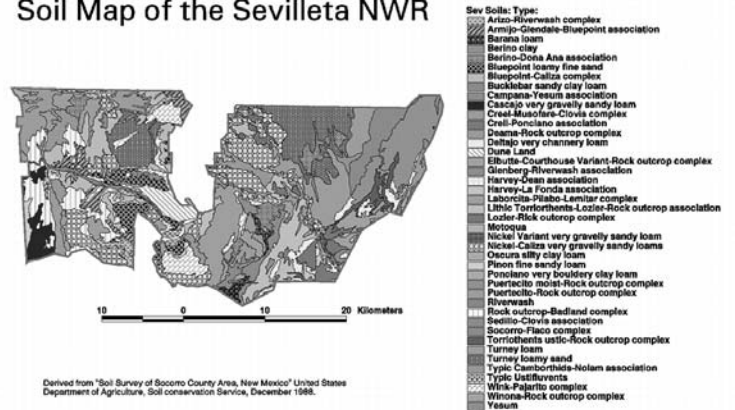 Soil Map of the Sevilleta NWR
Sev Soils: Type:
Arizo-Riverwash complex
Armijo-Glendale-Bluepoint association
Barana loam
Berino clay
Berino-Dona Ana association
Bluepoint loamy fine sand
Bluepoint-Caliza complex
Bucklebar sandy clay loam
Campana-Yesum association
Cascajo very gravelly sandy loam
Creel-Musofare-Clovis complex
Crell-Ponciano association
Deama-Rock outcrop complex
Deltajo very channery loam
Dune Land
Elbutte-Courthouse Variant-Rock outcrop complex
Glenberg-Riverwash association
Harvey-Dean association
Harvey-La Fonda association
Laborcita-Pilabo-Lemitar complex
Lithic Torriorthents-Lozier-Rock outcrop association
Lozier-Rick outcrop complex
Motoqua
Nickel Variant very gravelly sandy loam
Nickel-Caliza very gravelly sandy loams
Oscura silty clay loam
Pinon fine sandy loam
Ponciano very bouldery clay loam
Puertecito moist-Rock outcrop complex
Puertecito-Rock outcrop complex
Riverwash
Rock outcrop-Badland complex
Sedillo-Clovis association
Socorro-Flaco complex
Torriothents ustic-Rock outcrop complex
Turney loam
Turney loamy sand
Typic Camborthids-Nolam association
Typic Ustifluvents
Wink-Pajarito complex
Winona-Rock outcrop complex
Yesum
10 0 10 20 Kilometers
Derived from "Soil Survey of Socorro County Area, New Mexico" United States
Department of Agriculture, Soil conservation Service, December 1988.